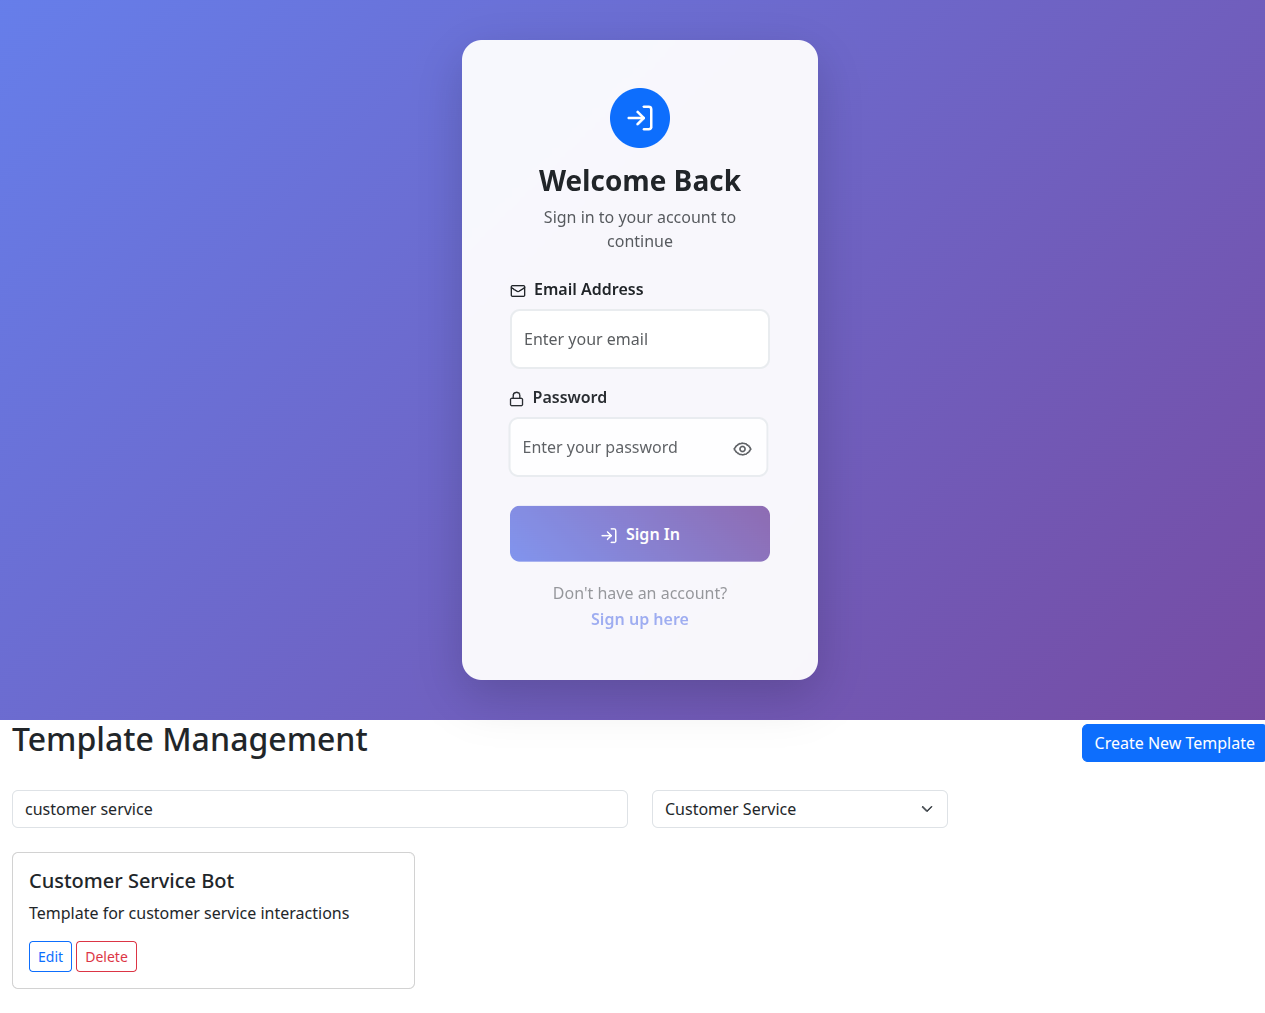 Welcome Back
Sign in to your account to
continue
Email Address
Enter your email
Password
Enter your password
Sign In
Don't have an account?
Sign up here
Template Management
Create New Template
customer service
Customer Service
Customer Service Bot
Template for customer service interactions
Edit
Delete